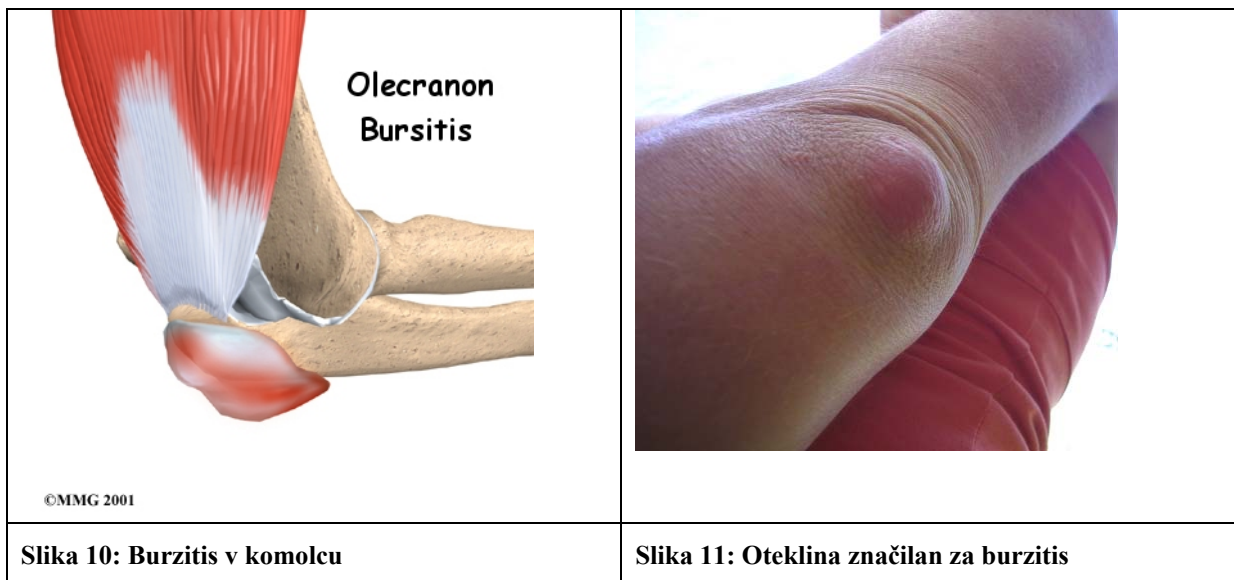 Olecranon
Bursitis
©MMG 2001
Slika 10: Burzitis v komolcu
Slika 11: Oteklina značilan za burzitis